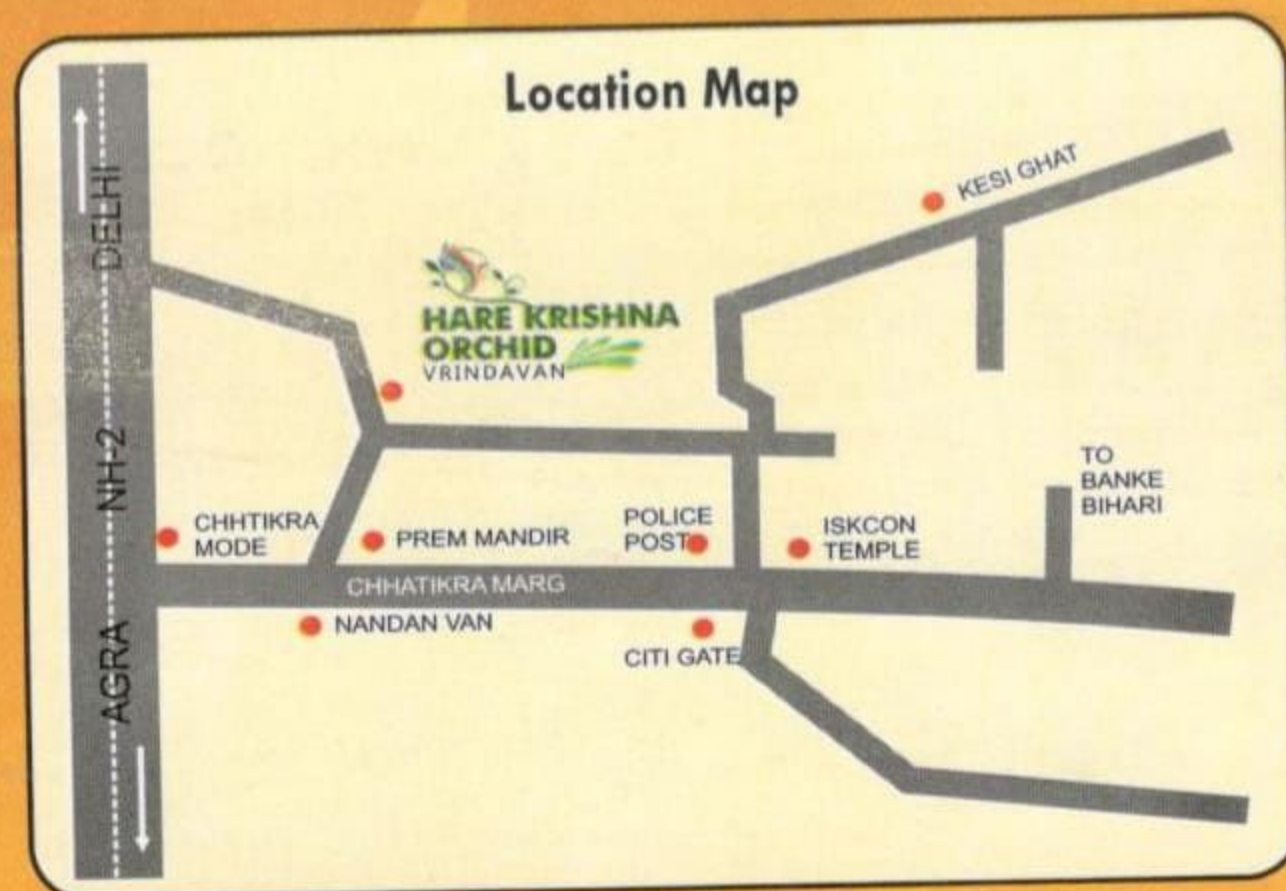 Location Map
DELHI
NH-2
AGRA
KESI GHAT
HARE KRISHNA
ORCHID
VRINDAVAN
CHHTIKRA
MODE
PREM MANDIR
POLICE
POST
ISKCON
TEMPLE
TO
BANKE
BIHARI
CHHATIKRA MARG
NANDAN VAN
CITI GATE